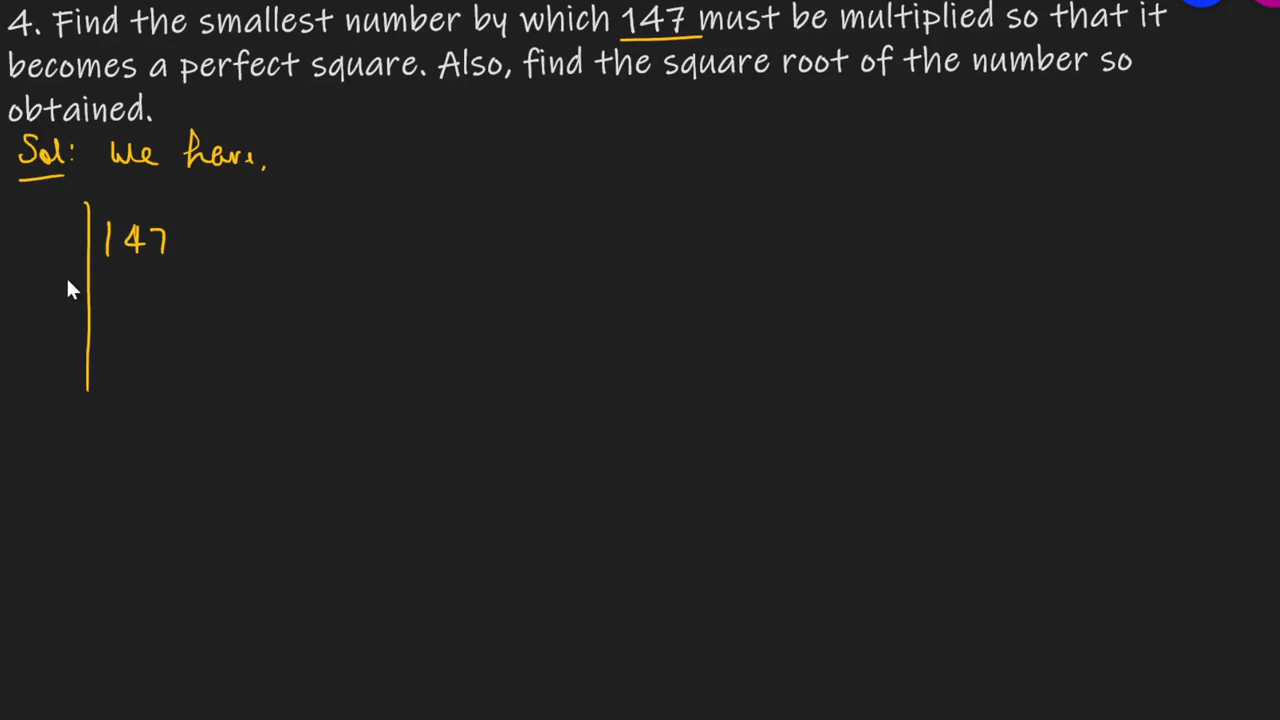 4. Find the smallest number by which 147 must be multiplied so that it
becomes a perfect square. Also, find the square root of the number so
obtained.
Sol: We have,
147